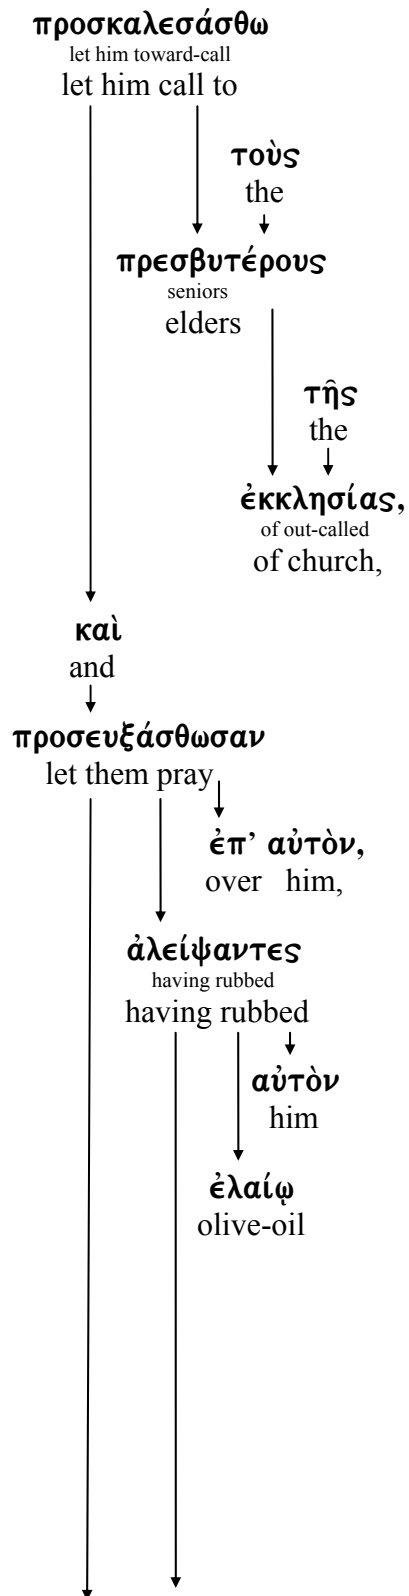 προσκαλεσάσθω
let him toward-call
let him call to
τοὺς
the
πρεσβυτέρους
seniors
elders
τῆς
the
ἐκκλησίας,
of out-called
of church,
καὶ
and
προσευξάσθωσαν
let them pray
ἐπ’ αὐτὸν,
over him,
ἀλείψαντες
having rubbed
having rubbed
αὐτὸν
him
ἐλαίῳ
olive-oil